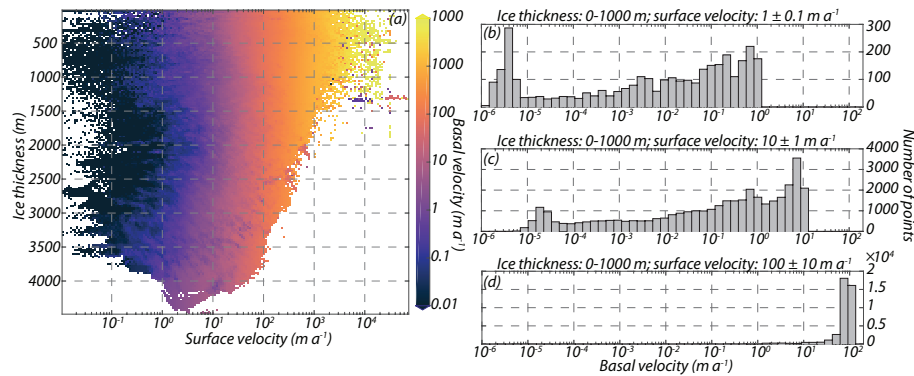 (a)
500
1000
1500
2000
2500
3000
3500
4000
Ice thickness (m)
10-1 100 101 102 103 104
Surface velocity (m a-1)
1000
1000
100
10
1
0.1
0.01
Basal velocity (m a-1)
Ice thickness: 0-1000 m; surface velocity: 1 ± 0.1 m a-1
(b)
300
200
100
0
10-6 10-5 10-4 10-3 10-2 10-1 100 101 102
Ice thickness: 0-1000 m; surface velocity: 10 ± 1 m a-1
(c)
4000
3000
2000
1000
0
10-6 10-5 10-4 10-3 10-2 10-1 100 101 102
Number of points
Ice thickness: 0-1000 m; surface velocity: 100 ± 10 m a-1
(d)
×104
2
1.5
1
0.5
0
10-6 10-5 10-4 10-3 10-2 10-1 100 101 102
Basal velocity (m a-1)